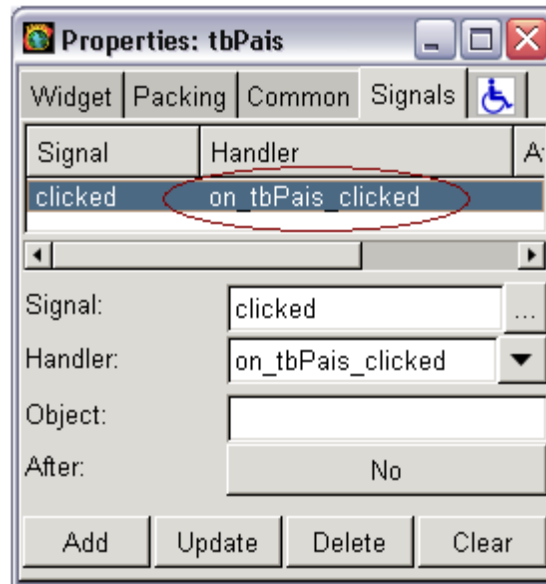 Properties: tbPais
Widget Packing Common Signals
Signal Handler
clicked on_tbPais_clicked
Signal: clicked ...
Handler: on_tbPais_clicked
Object:
After: No
Add Update Delete Clear